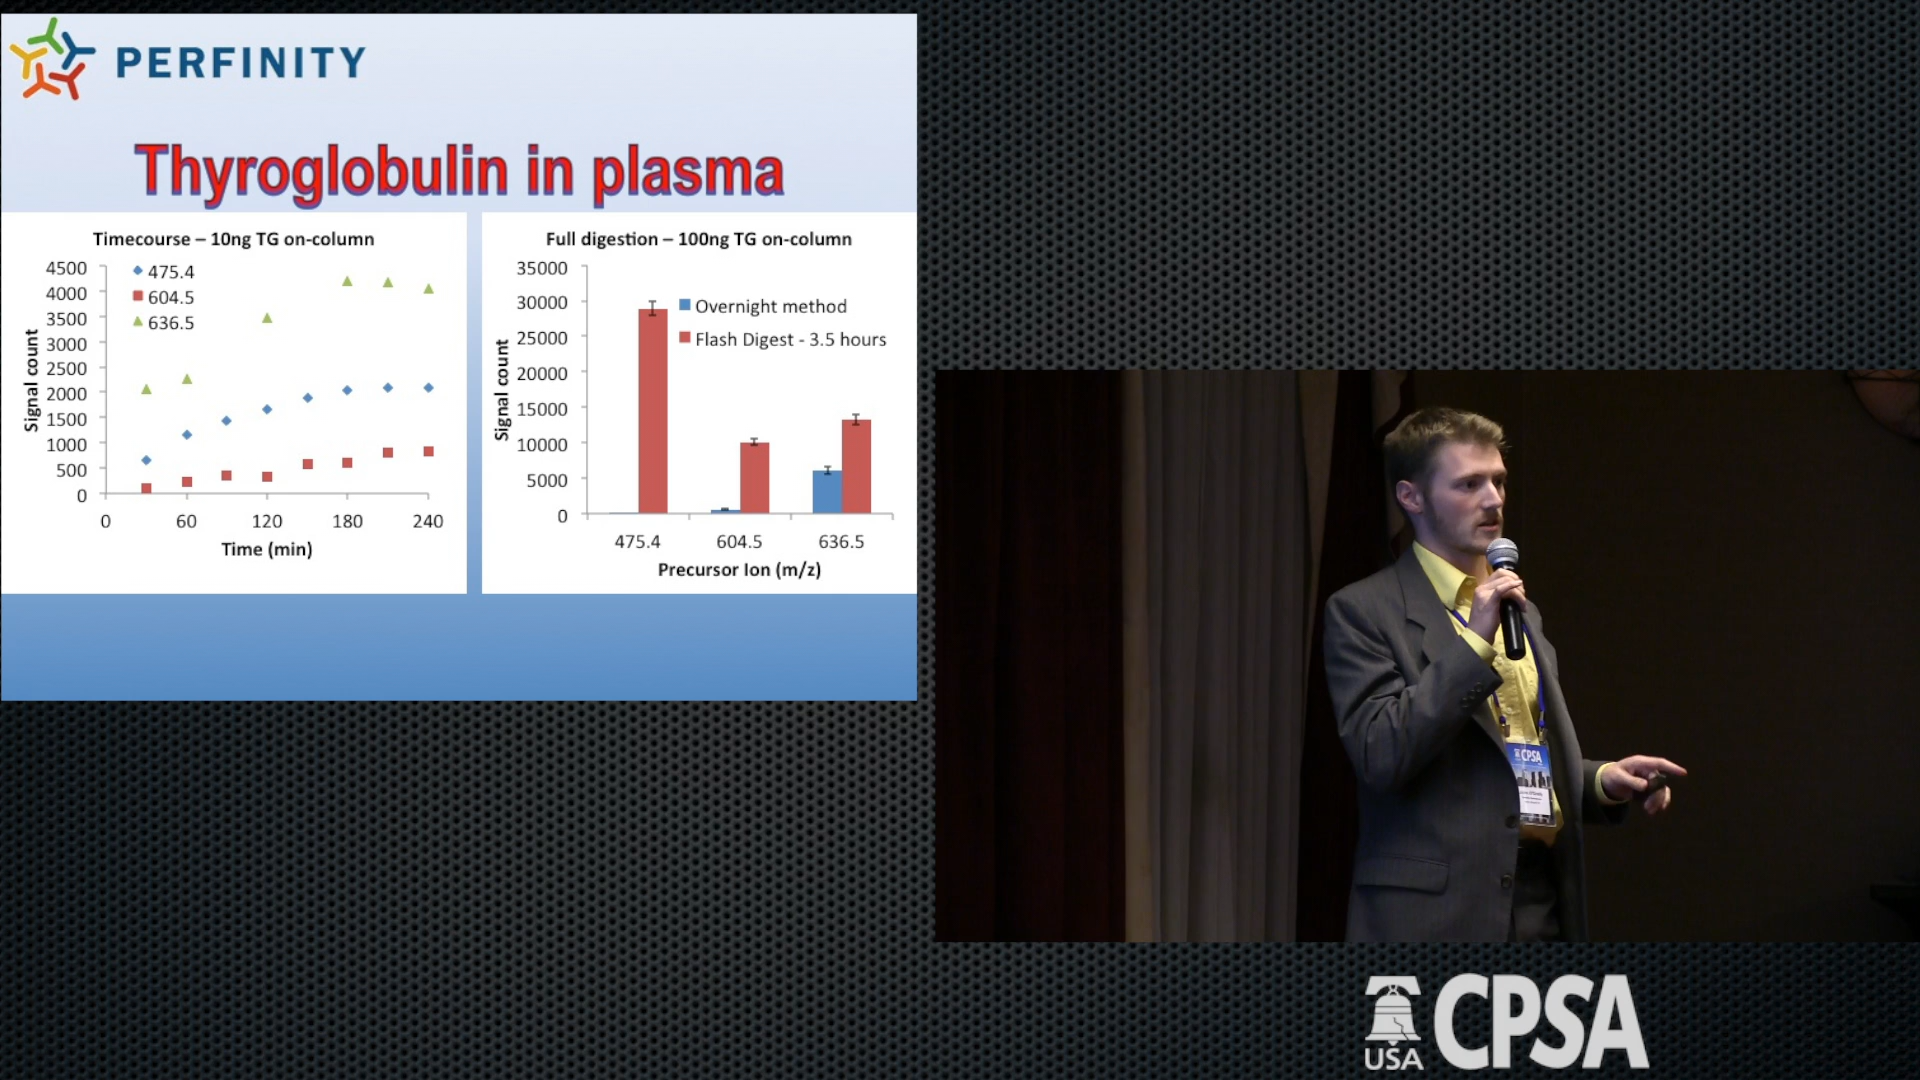 PERFINITY
Thyroglobulin in plasma
Timecourse – 10ng TG on-column
4500
4000
3500
3000
2500
2000
1500
1000
500
0
Signal count
475.4
604.5
636.5
0 60 120 180 240
Time (min)
Full digestion – 100ng TG on-column
35000
30000
25000
20000
15000
10000
5000
0
Signal count
Overnight method
Flash Digest - 3.5 hours
475.4 604.5 636.5
Precursor Ion (m/z)
CPSA
USA CPSA